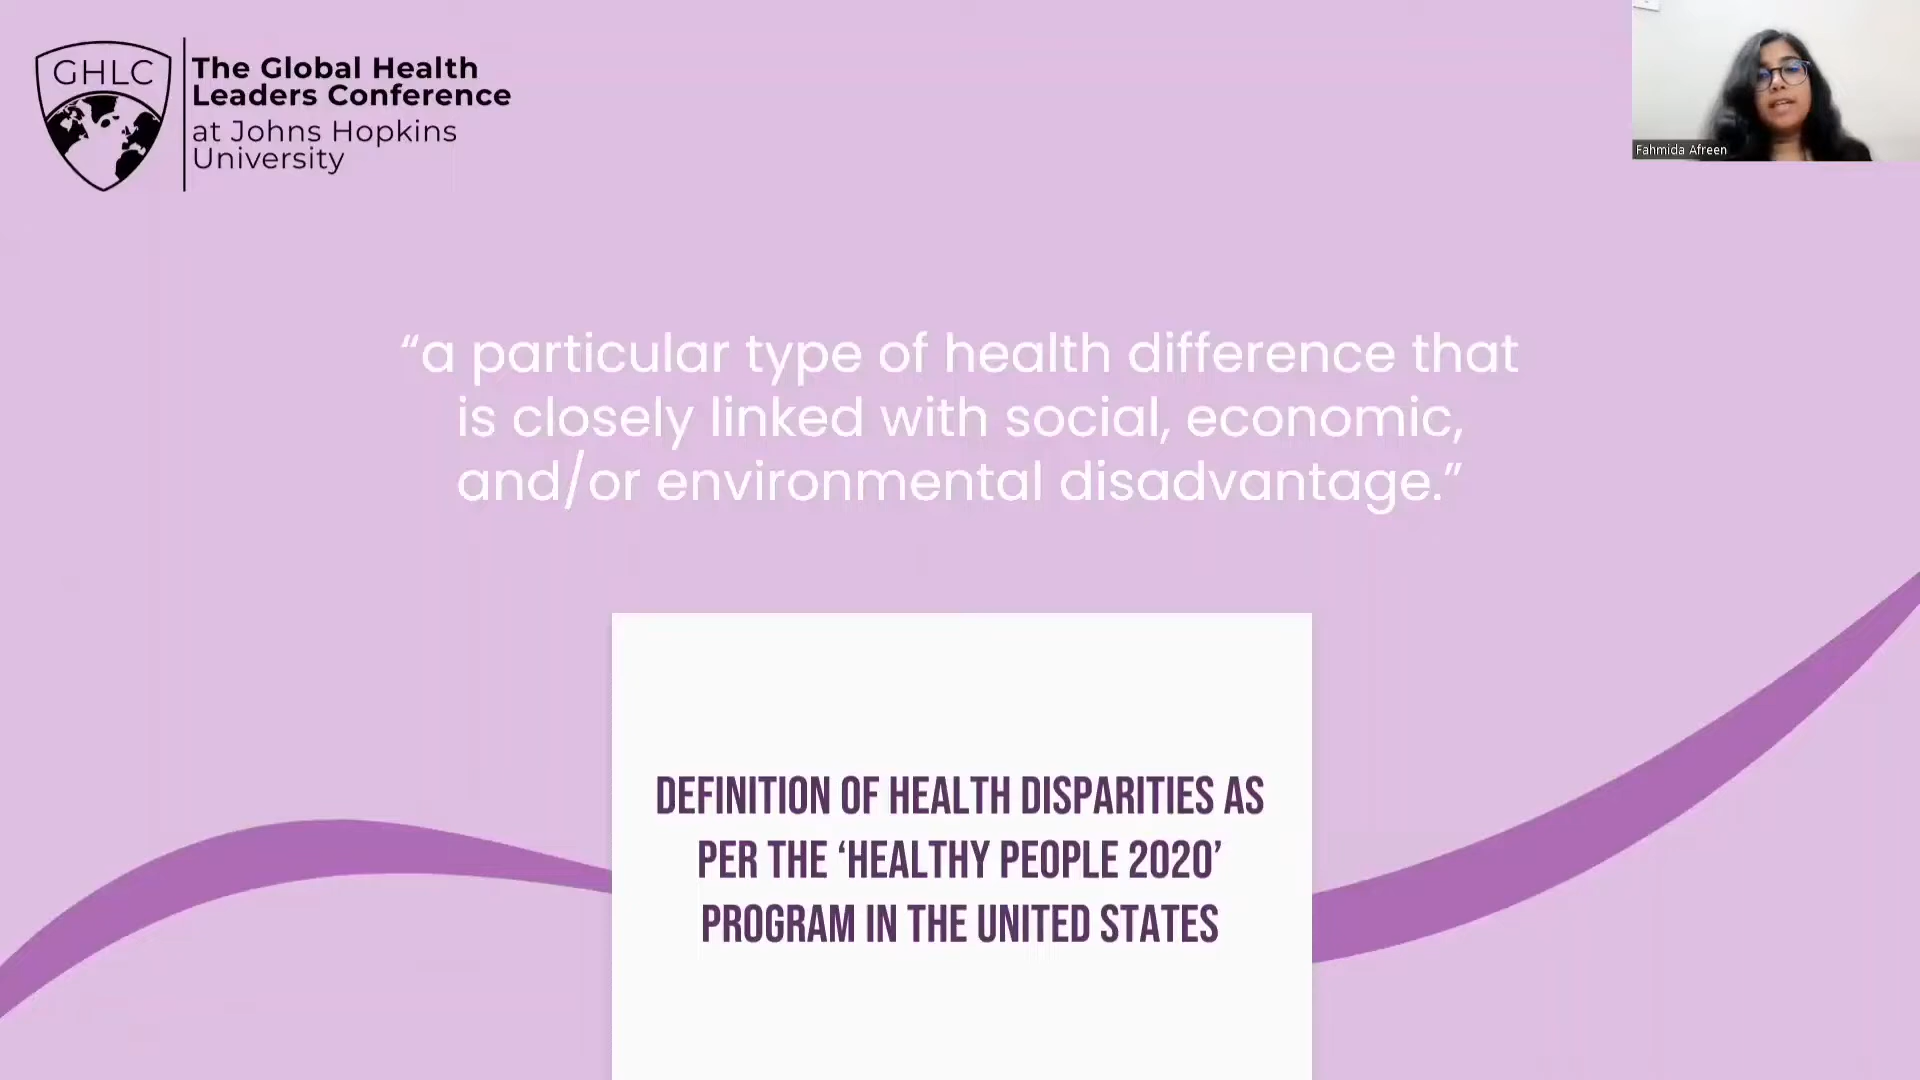 GHLC
The Global Health
Leaders Conference
at Johns Hopkins
University
Fahmida Afreen
“a particular type of health difference that
is closely linked with social, economic,
and/or environmental disadvantage.”
DEFINITION OF HEALTH DISPARITIES AS
PER THE ‘HEALTHY PEOPLE 2020’
PROGRAM IN THE UNITED STATES